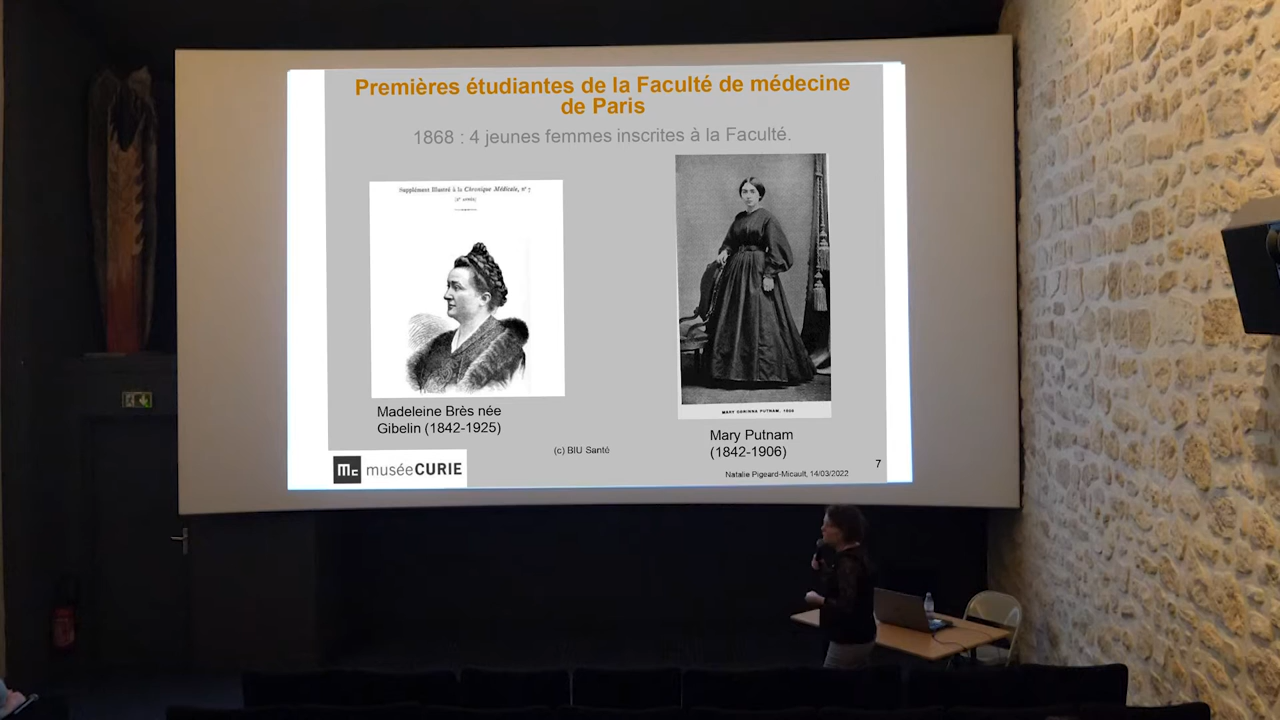 Premières étudiantes de la Faculté de médecine
de Paris
1868 : 4 jeunes femmes inscrites à la Faculté.
Supplément Illustré à la Chronique Médicale, nº 7
Madeleine Brès née
Gibelin (1842-1925)
MARY CORINNA PUTNAM, 1866
Mary Putnam
(1842-1906)
(c) BIU Santé
Mc muséeCURIE
Natalie Pigeard-Micault, 14/03/2022
7